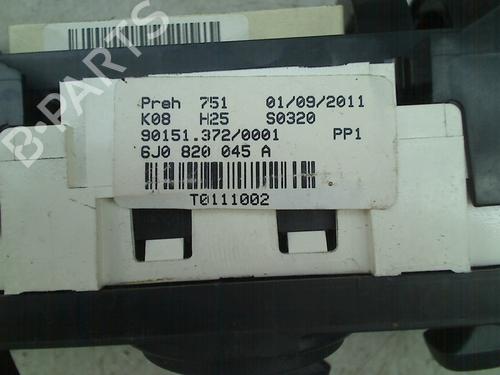 B-PARTS
Preh 751 01/09/2011
K08 H25 S0320
90151.372/0001 PP1
6J0 820 045 A
T0111002